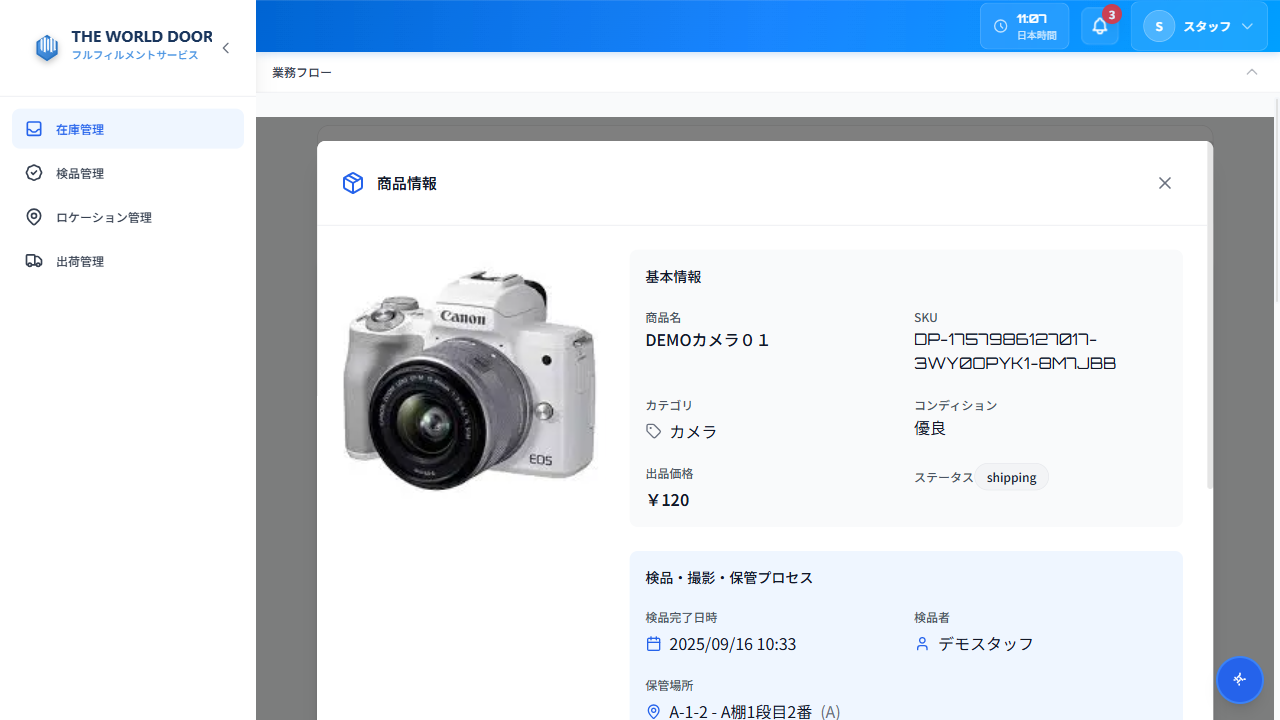 THE WORLD DOOR
フルフィルメントサービス
11:07
日本時間
3
S
スタッフ
業務フロー
在庫管理
検品管理
ロケーション管理
出荷管理
商品情報
Canon
EOS
基本情報
商品名
DEMOカメラ０１
SKU
DP-1757986127017-
3WY0OPYK1-8M7JBB
カテゴリ
カメラ
コンディション
優良
出品価格
￥120
ステータス shipping
検品・撮影・保管プロセス
検品完了日時
2025/09/16 10:33
検品者
デモスタッフ
保管場所
A-1-2 - A棚1段目2番 (A)